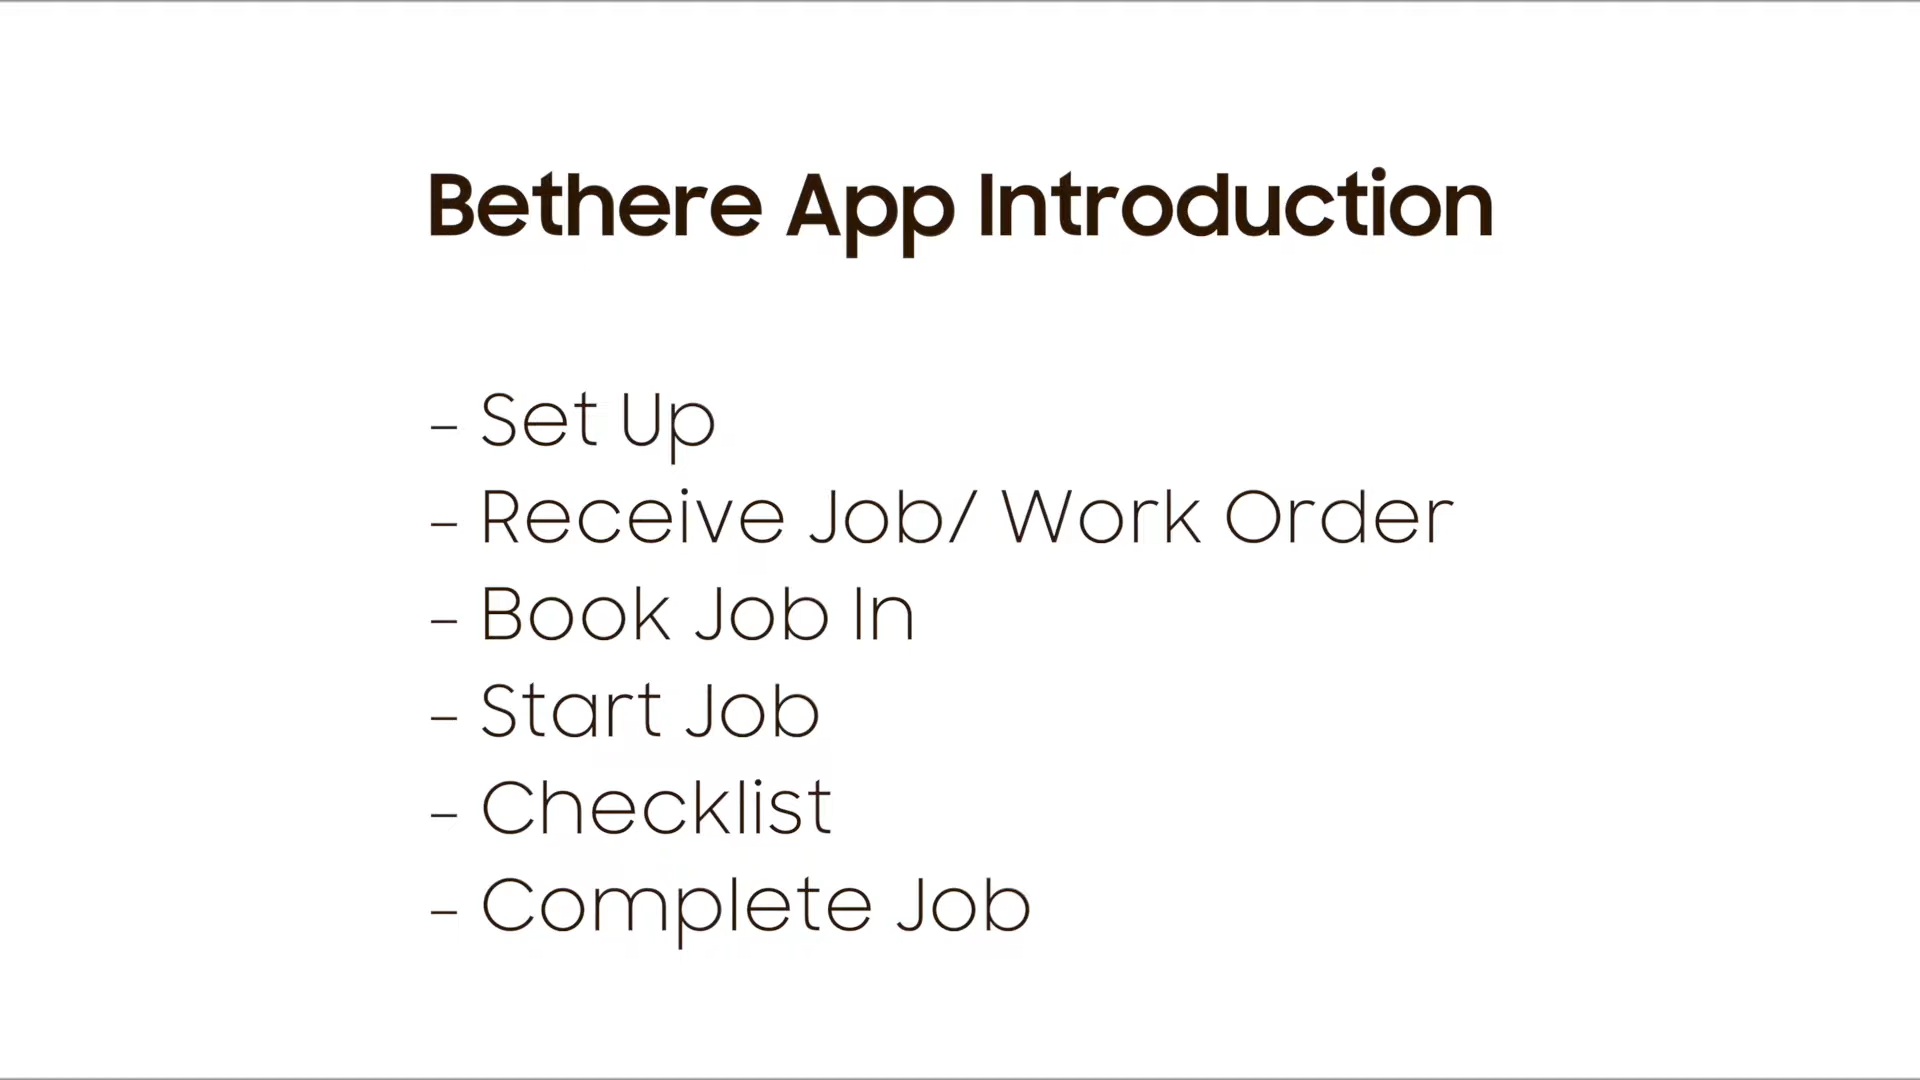 Bethere App Introduction
– Set Up
– Receive Job/ Work Order
– Book Job In
– Start Job
– Checklist
– Complete Job